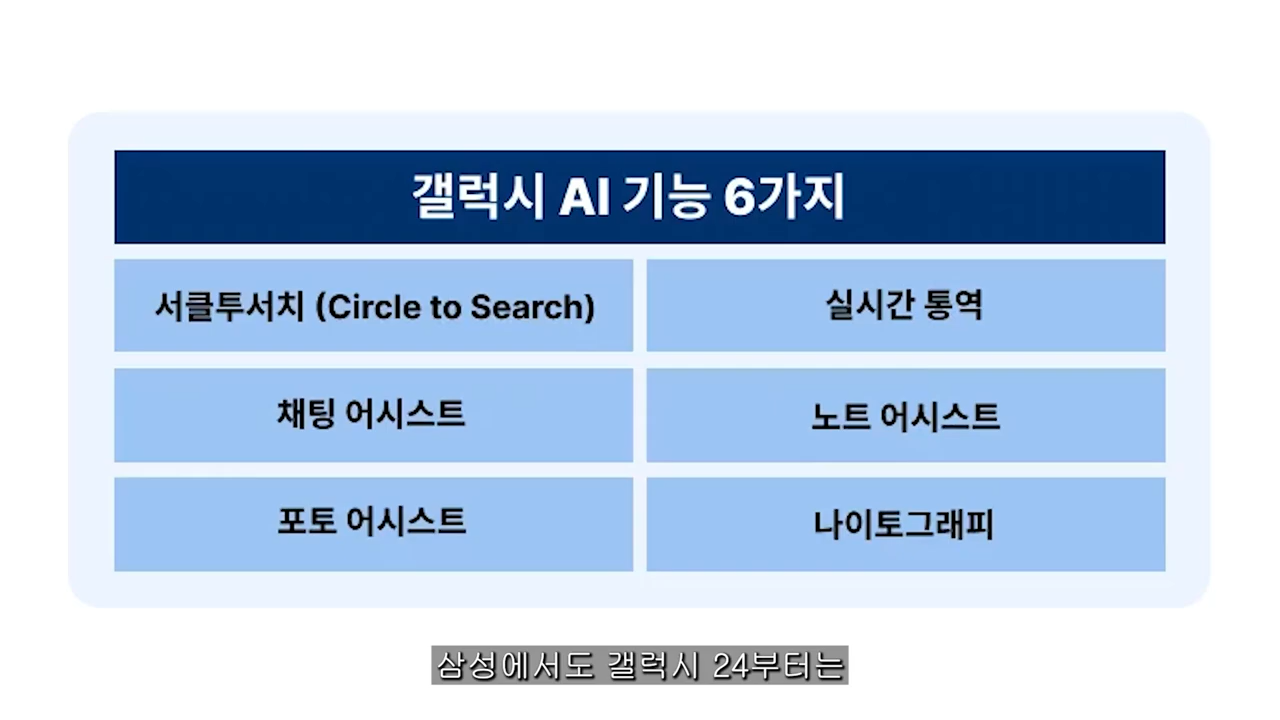 갤럭시 AI 기능 6가지
서클투서치 (Circle to Search)
실시간 통역
채팅 어시스트
노트 어시스트
포토 어시스트
나이토그래피
삼성에서도 갤럭시 24부터는